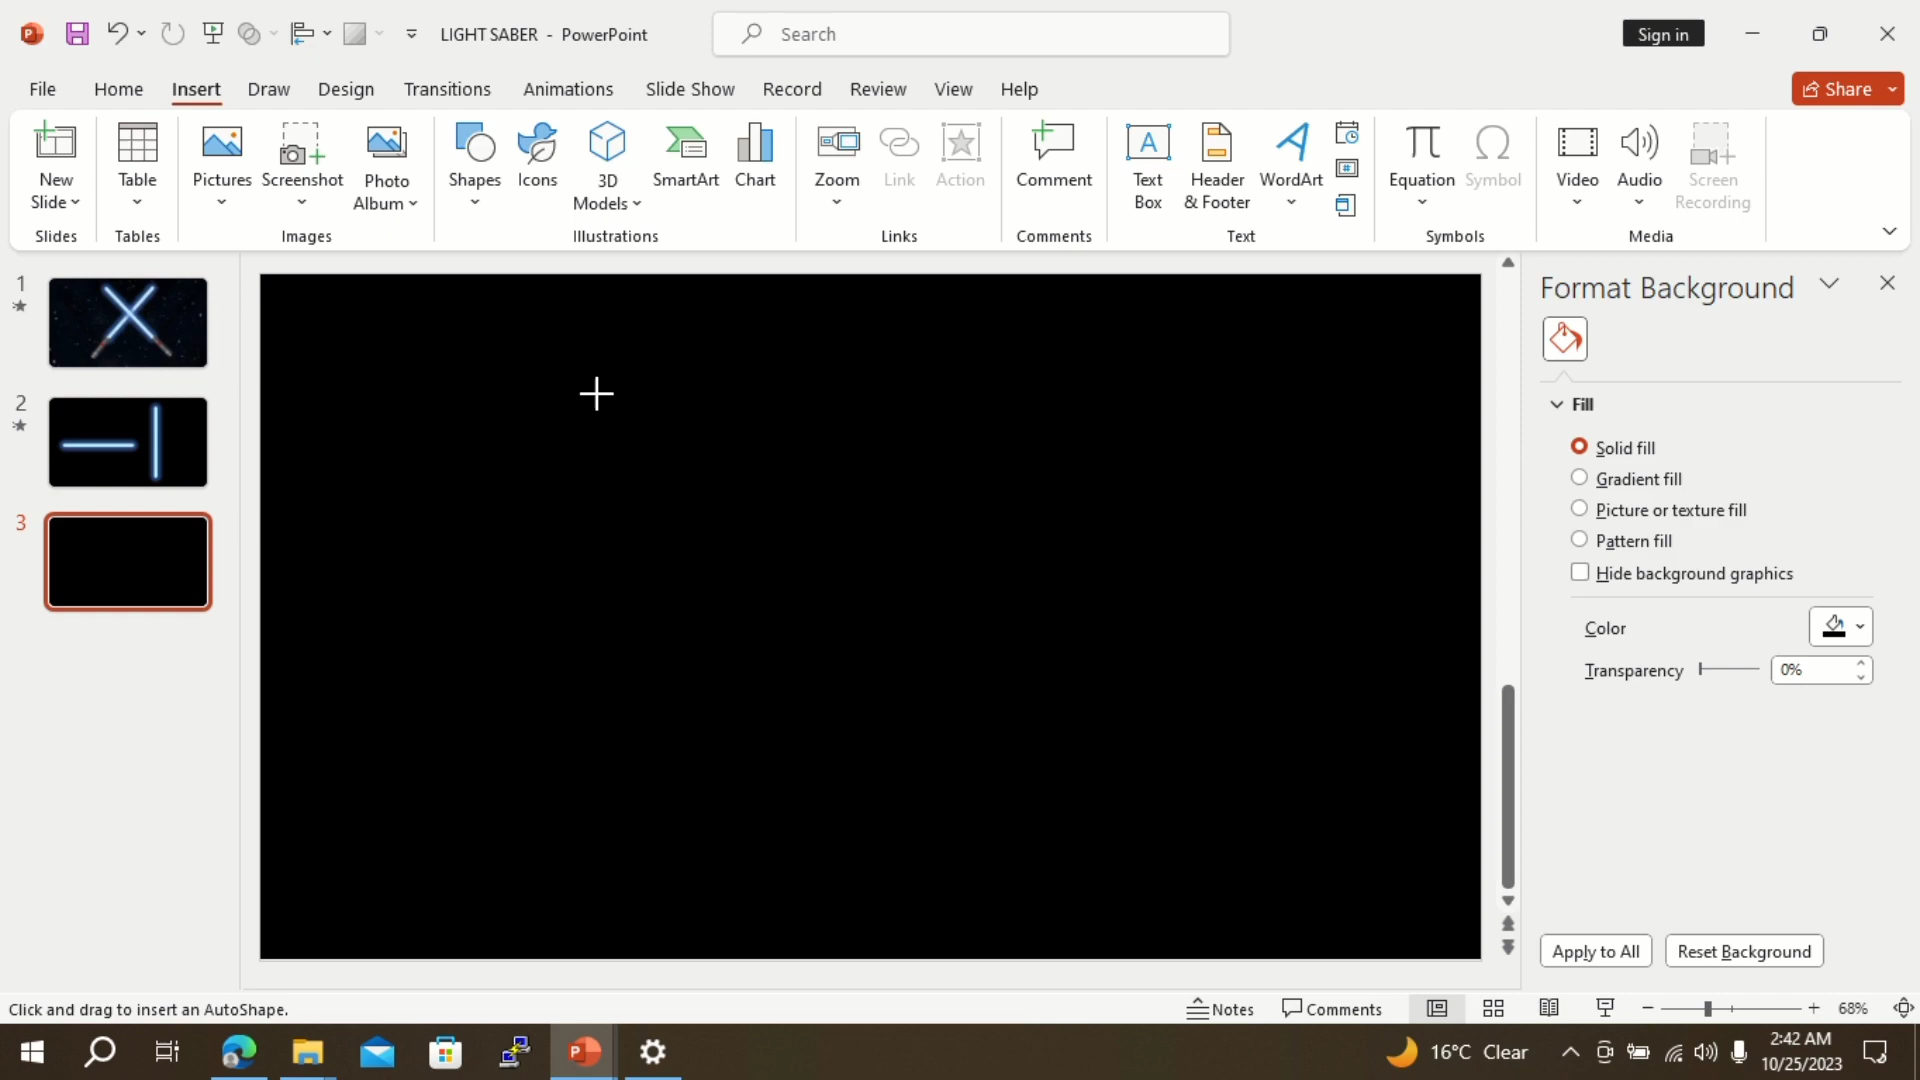 LIGHT SABER - PowerPoint
Search
Sign in
File Home Insert Draw Design Transitions Animations Slide Show Record Review View Help
Share
New Slide
Table
Pictures
Screenshot
Photo Album
Shapes
Icons
3D Models
SmartArt
Chart
Zoom
Link
Action
Comment
Text Box
Header & Footer
WordArt
Equation
Symbol
Video
Audio
Screen Recording
Slides
Tables
Images
Illustrations
Links
Comments
Text
Symbols
Media
1
2
3
Format Background
Fill
Solid fill
Gradient fill
Picture or texture fill
Pattern fill
Hide background graphics
Color
Transparency 0%
Apply to All
Reset Background
Click and drag to insert an AutoShape.
Notes
Comments
68%
16°C Clear
2:42 AM
10/25/2023